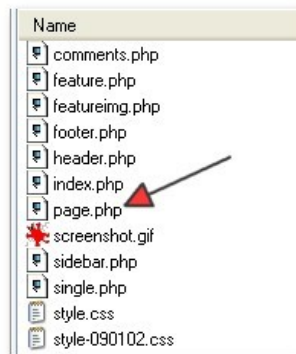 Name
comments.php
feature.php
featureimg.php
footer.php
header.php
index.php
page.php
screenshot.gif
sidebar.php
single.php
style.css
style-090102.css